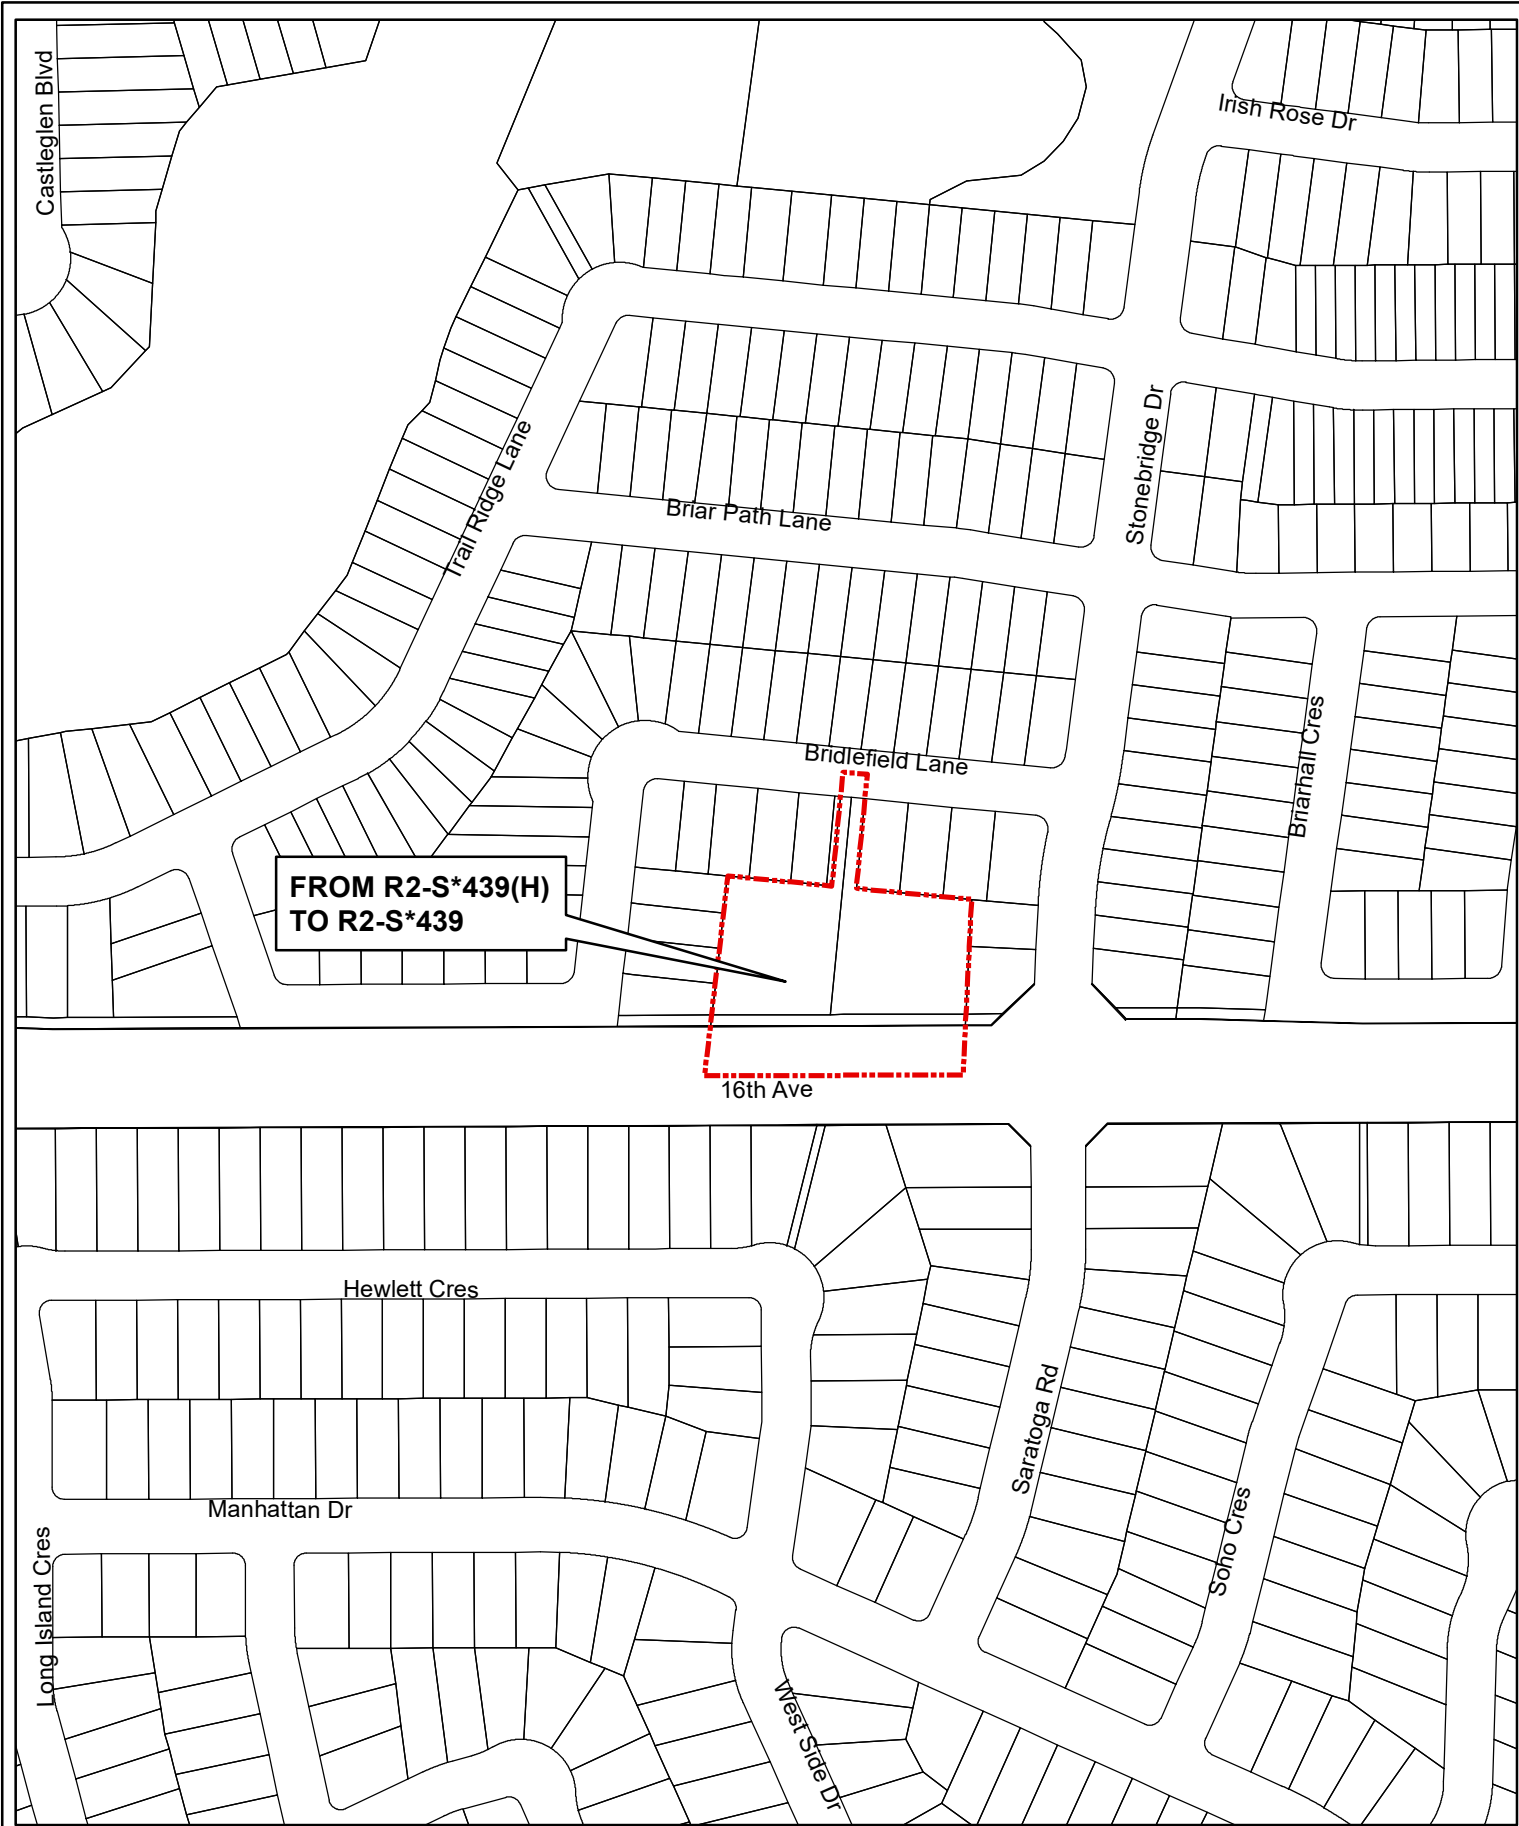 Castleglen Blvd
Irish Rose Dr
Trail Ridge Lane
Stonebridge Dr
Briar Path Lane
Bridlefield Lane
Briarhall Cres
FROM R2-S*439(H)
TO R2-S*439
16th Ave
Hewlett Cres
Saratoga Rd
Manhattan Dr
Soho Cres
Long Island Cres
West Side Dr